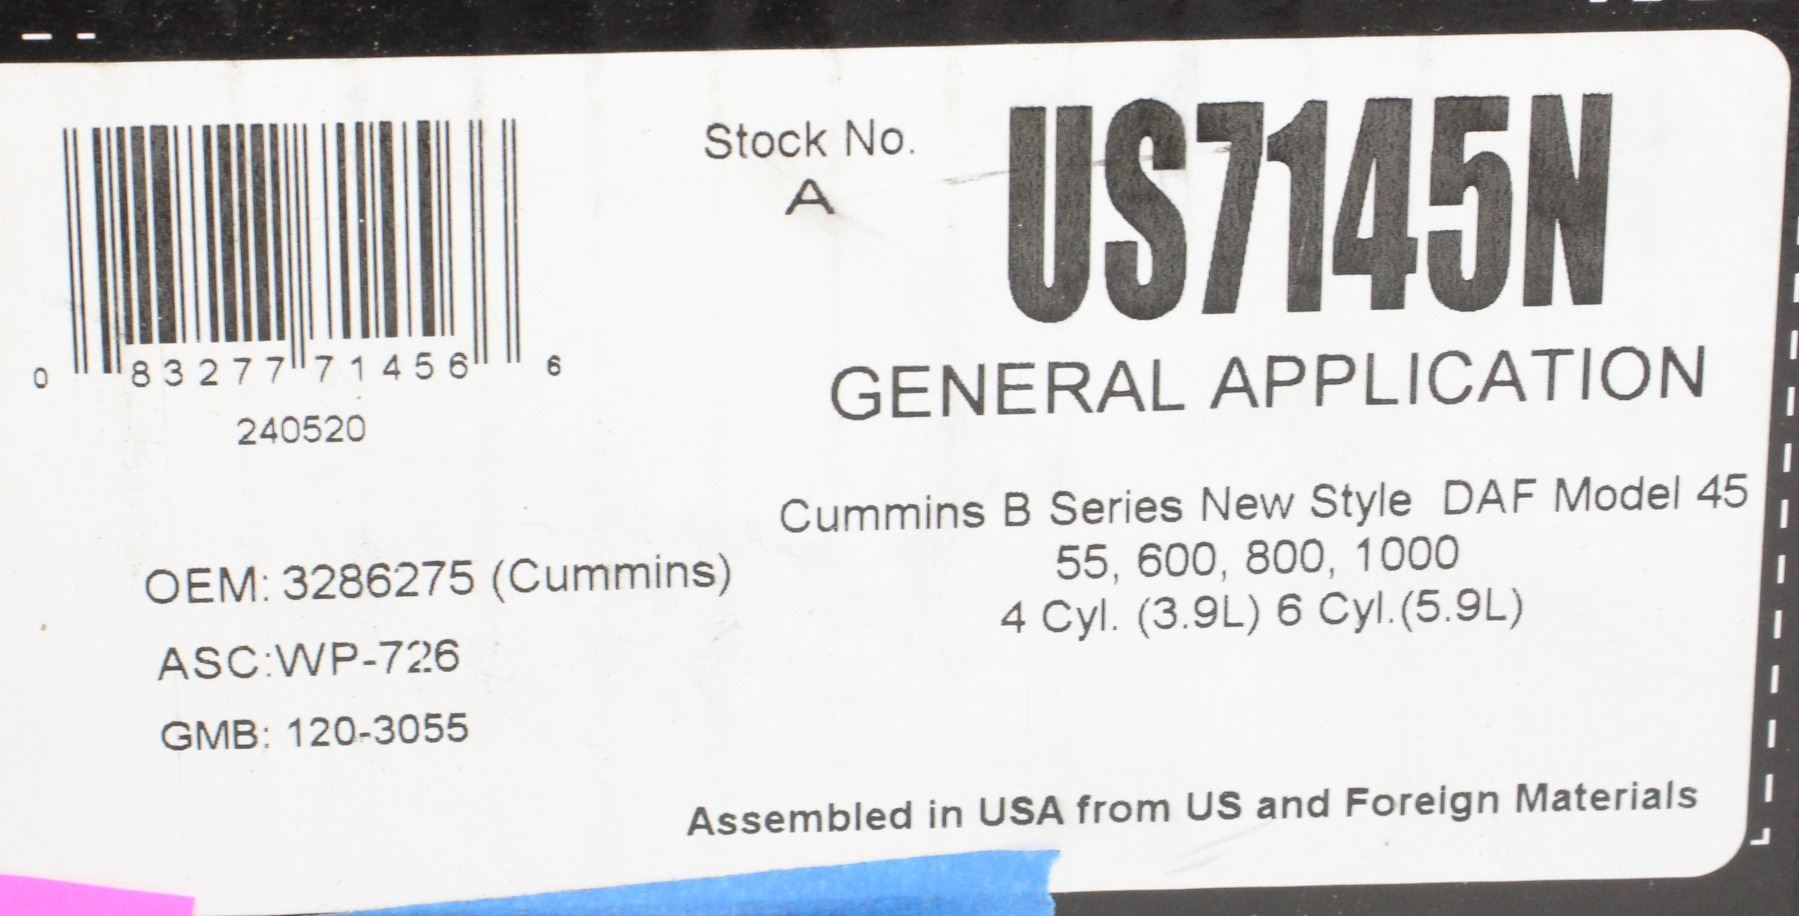 Stock No.
A
US7145N
0 83277 71456 6
240520
GENERAL APPLICATION
Cummins B Series New Style DAF Model 45
55, 600, 800, 1000
4 Cyl. (3.9L) 6 Cyl.(5.9L)
OEM: 3286275 (Cummins)
ASC:WP-726
GMB: 120-3055
Assembled in USA from US and Foreign Materials